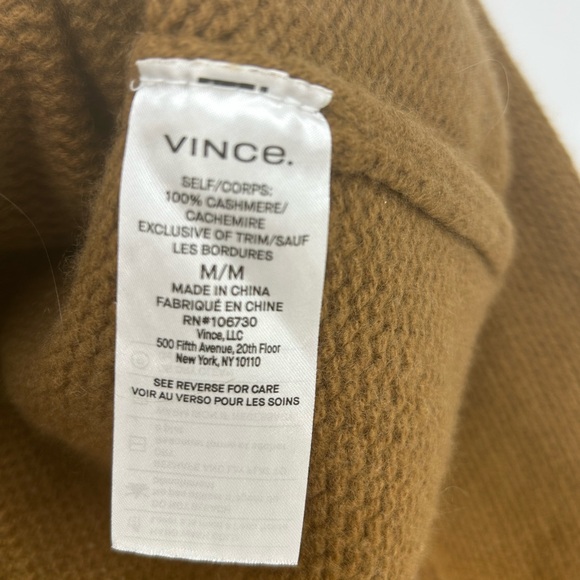 VINCe.
SELF/CORPS:
100% CASHMERE/
CACHEMIRE
EXCLUSIVE OF TRIM/SAUF
LES BORDURES
M/M
MADE IN CHINA
FABRIQUÉ EN CHINE
RN#106730
Vince, LLC
500 Fifth Avenue, 20th Floor
New York, NY 10110
SEE REVERSE FOR CARE
VOIR AU VERSO POUR LES SOINS